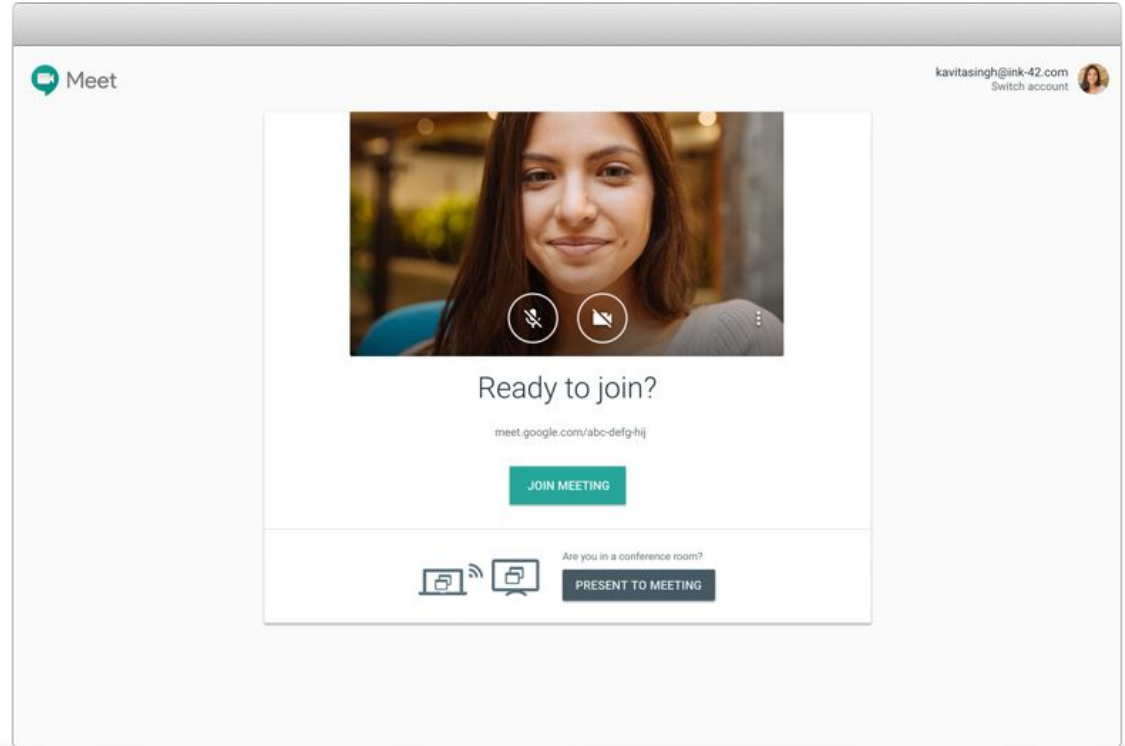 Meet
kavitasingh@ink-42.com
Switch account
Ready to join?
meet.google.com/abc-defg-hij
JOIN MEETING
Are you in a conference room?
PRESENT TO MEETING